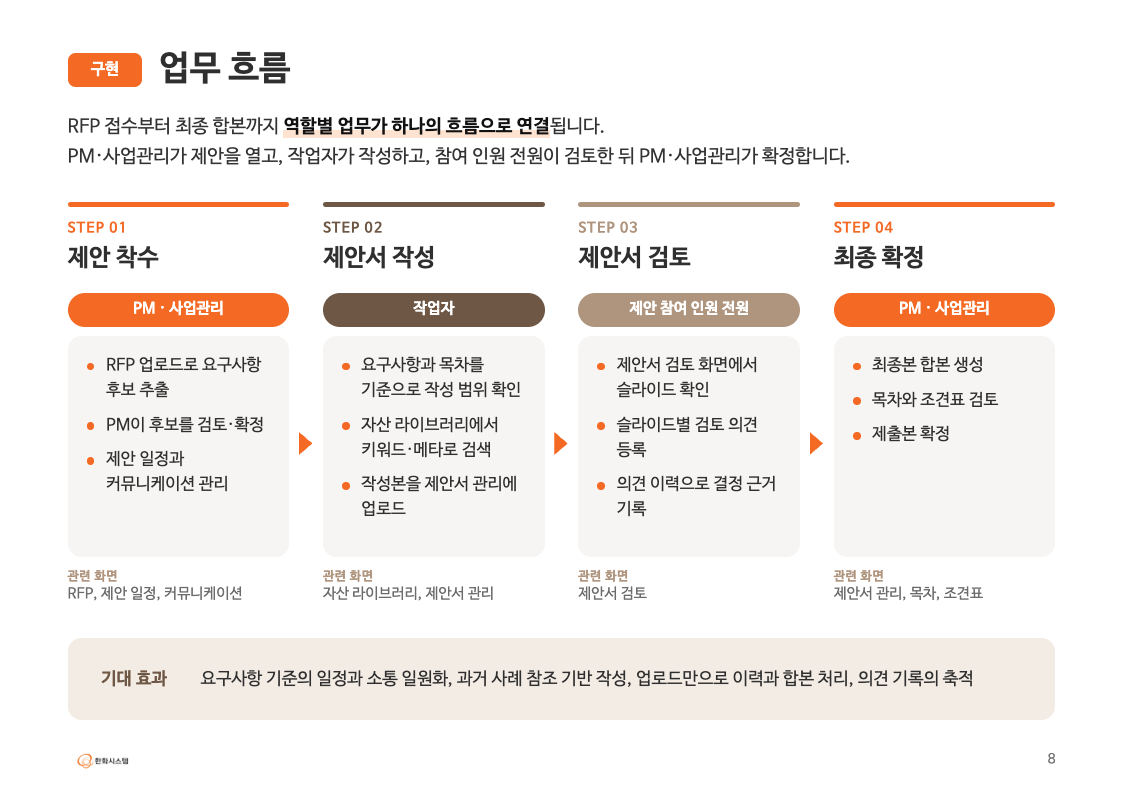 구현
업무 흐름
RFP 접수부터 최종 합본까지 역할별 업무가 하나의 흐름으로 연결됩니다.
PM·사업관리가 제안을 열고, 작업자가 작성하고, 참여 인원 전원이 검토한 뒤 PM·사업관리가 확정합니다.
STEP 01
제안 착수
PM · 사업관리
RFP 업로드로 요구사항
후보 추출
PM이 후보를 검토·확정
제안 일정과
커뮤니케이션 관리
관련 화면
RFP, 제안 일정, 커뮤니케이션
STEP 02
제안서 작성
작업자
요구사항과 목차를
기준으로 작성 범위 확인
자산 라이브러리에서
키워드·메타로 검색
작성본을 제안서 관리에
업로드
관련 화면
자산 라이브러리, 제안서 관리
STEP 03
제안서 검토
제안 참여 인원 전원
제안서 검토 화면에서
슬라이드 확인
슬라이드별 검토 의견
등록
의견 이력으로 결정 근거
기록
관련 화면
제안서 검토
STEP 04
최종 확정
PM · 사업관리
최종본 합본 생성
목차와 조견표 검토
제출본 확정
관련 화면
제안서 관리, 목차, 조견표
기대 효과
요구사항 기준의 일정과 소통 일원화, 과거 사례 참조 기반 작성, 업로드만으로 이력과 합본 처리, 의견 기록의 축적
한화시스템
8